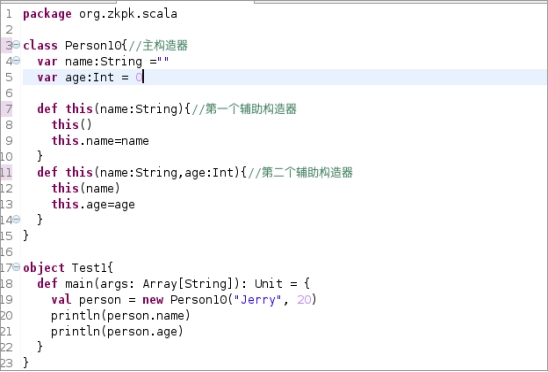 1 package org.zkpk.scala
2
3 class Person10{//主构造器
4   var name:String =""
5   var age:Int = 0
6
7   def this(name:String){//第一个辅助构造器
8     this()
9     this.name=name
10   }
11   def this(name:String,age:Int){//第二个辅助构造器
12     this(name)
13     this.age=age
14   }
15 }
16
17 object Test1{
18   def main(args: Array[String]): Unit = {
19     val person = new Person10("Jerry", 20)
20     println(person.name)
21     println(person.age)
22   }
23 }